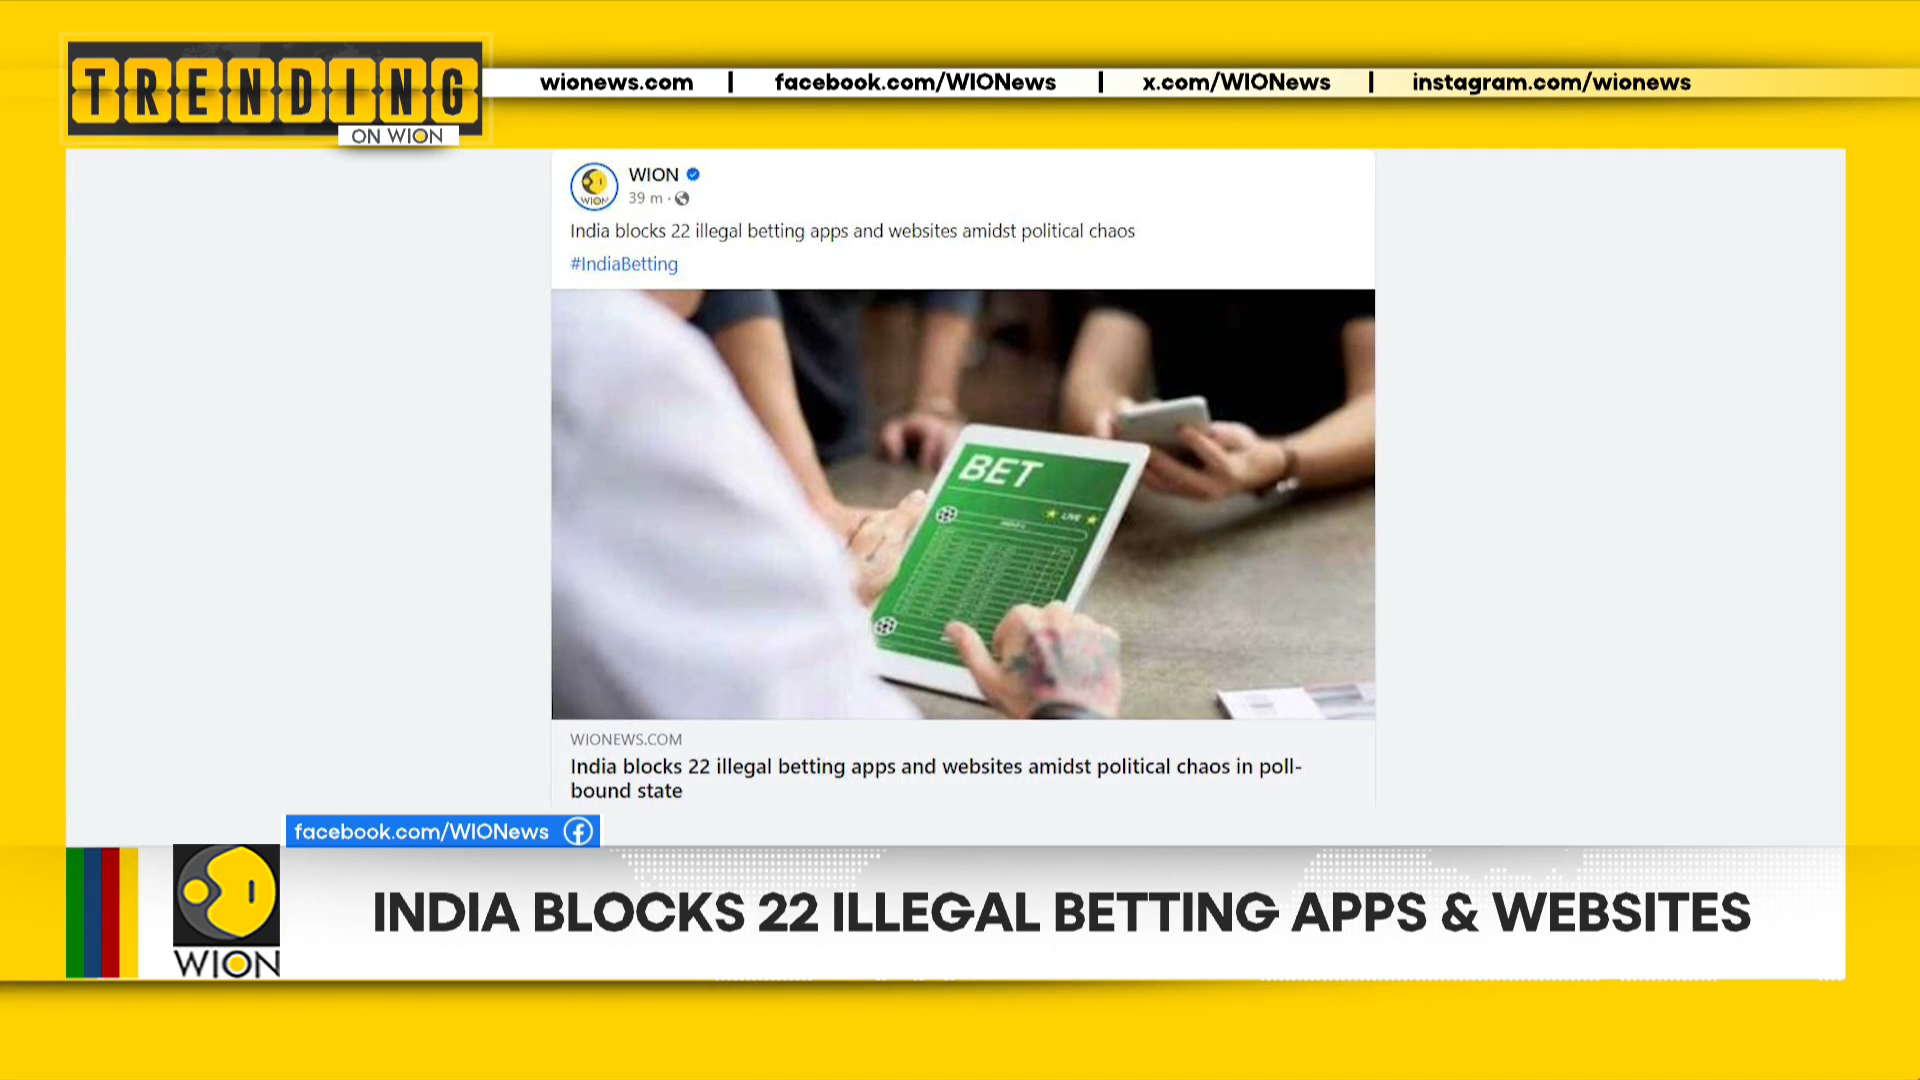 TRENDING
ON WION
wionews.com | facebook.com/WIONews | x.com/WIONews | instagram.com/wionews
WION
39 m ·
India blocks 22 illegal betting apps and websites amidst political chaos
#IndiaBetting
WION
BET
LIVE
WIONEWS.COM
India blocks 22 illegal betting apps and websites amidst political chaos in poll-
bound state
facebook.com/WIONews
INDIA BLOCKS 22 ILLEGAL BETTING APPS & WEBSITES
WION